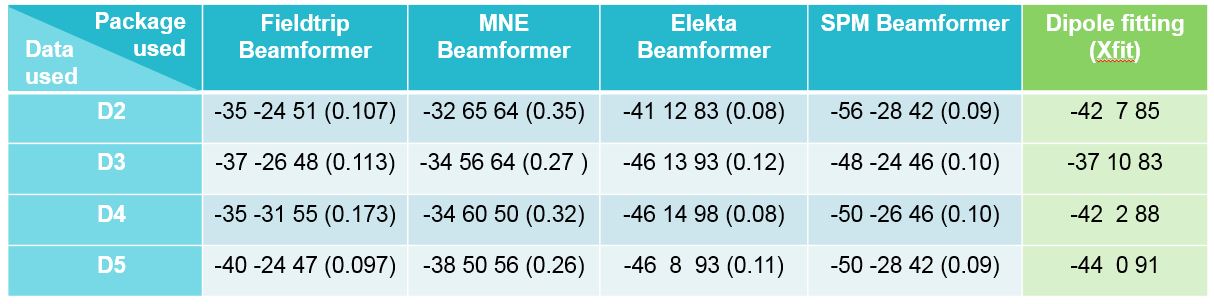 Package used
Data used
Fieldtrip Beamformer
MNE Beamformer
Elekta Beamformer
SPM Beamformer
Dipole fitting (Xfit)
D2 -35 -24 51 (0.107) -32 65 64 (0.35) -41 12 83 (0.08) -56 -28 42 (0.09) -42 7 85
D3 -37 -26 48 (0.113) -34 56 64 (0.27 ) -46 13 93 (0.12) -48 -24 46 (0.10) -37 10 83
D4 -35 -31 55 (0.173) -34 60 50 (0.32) -46 14 98 (0.08) -50 -26 46 (0.10) -42 2 88
D5 -40 -24 47 (0.097) -38 50 56 (0.26) -46 8 93 (0.11) -50 -28 42 (0.09) -44 0 91